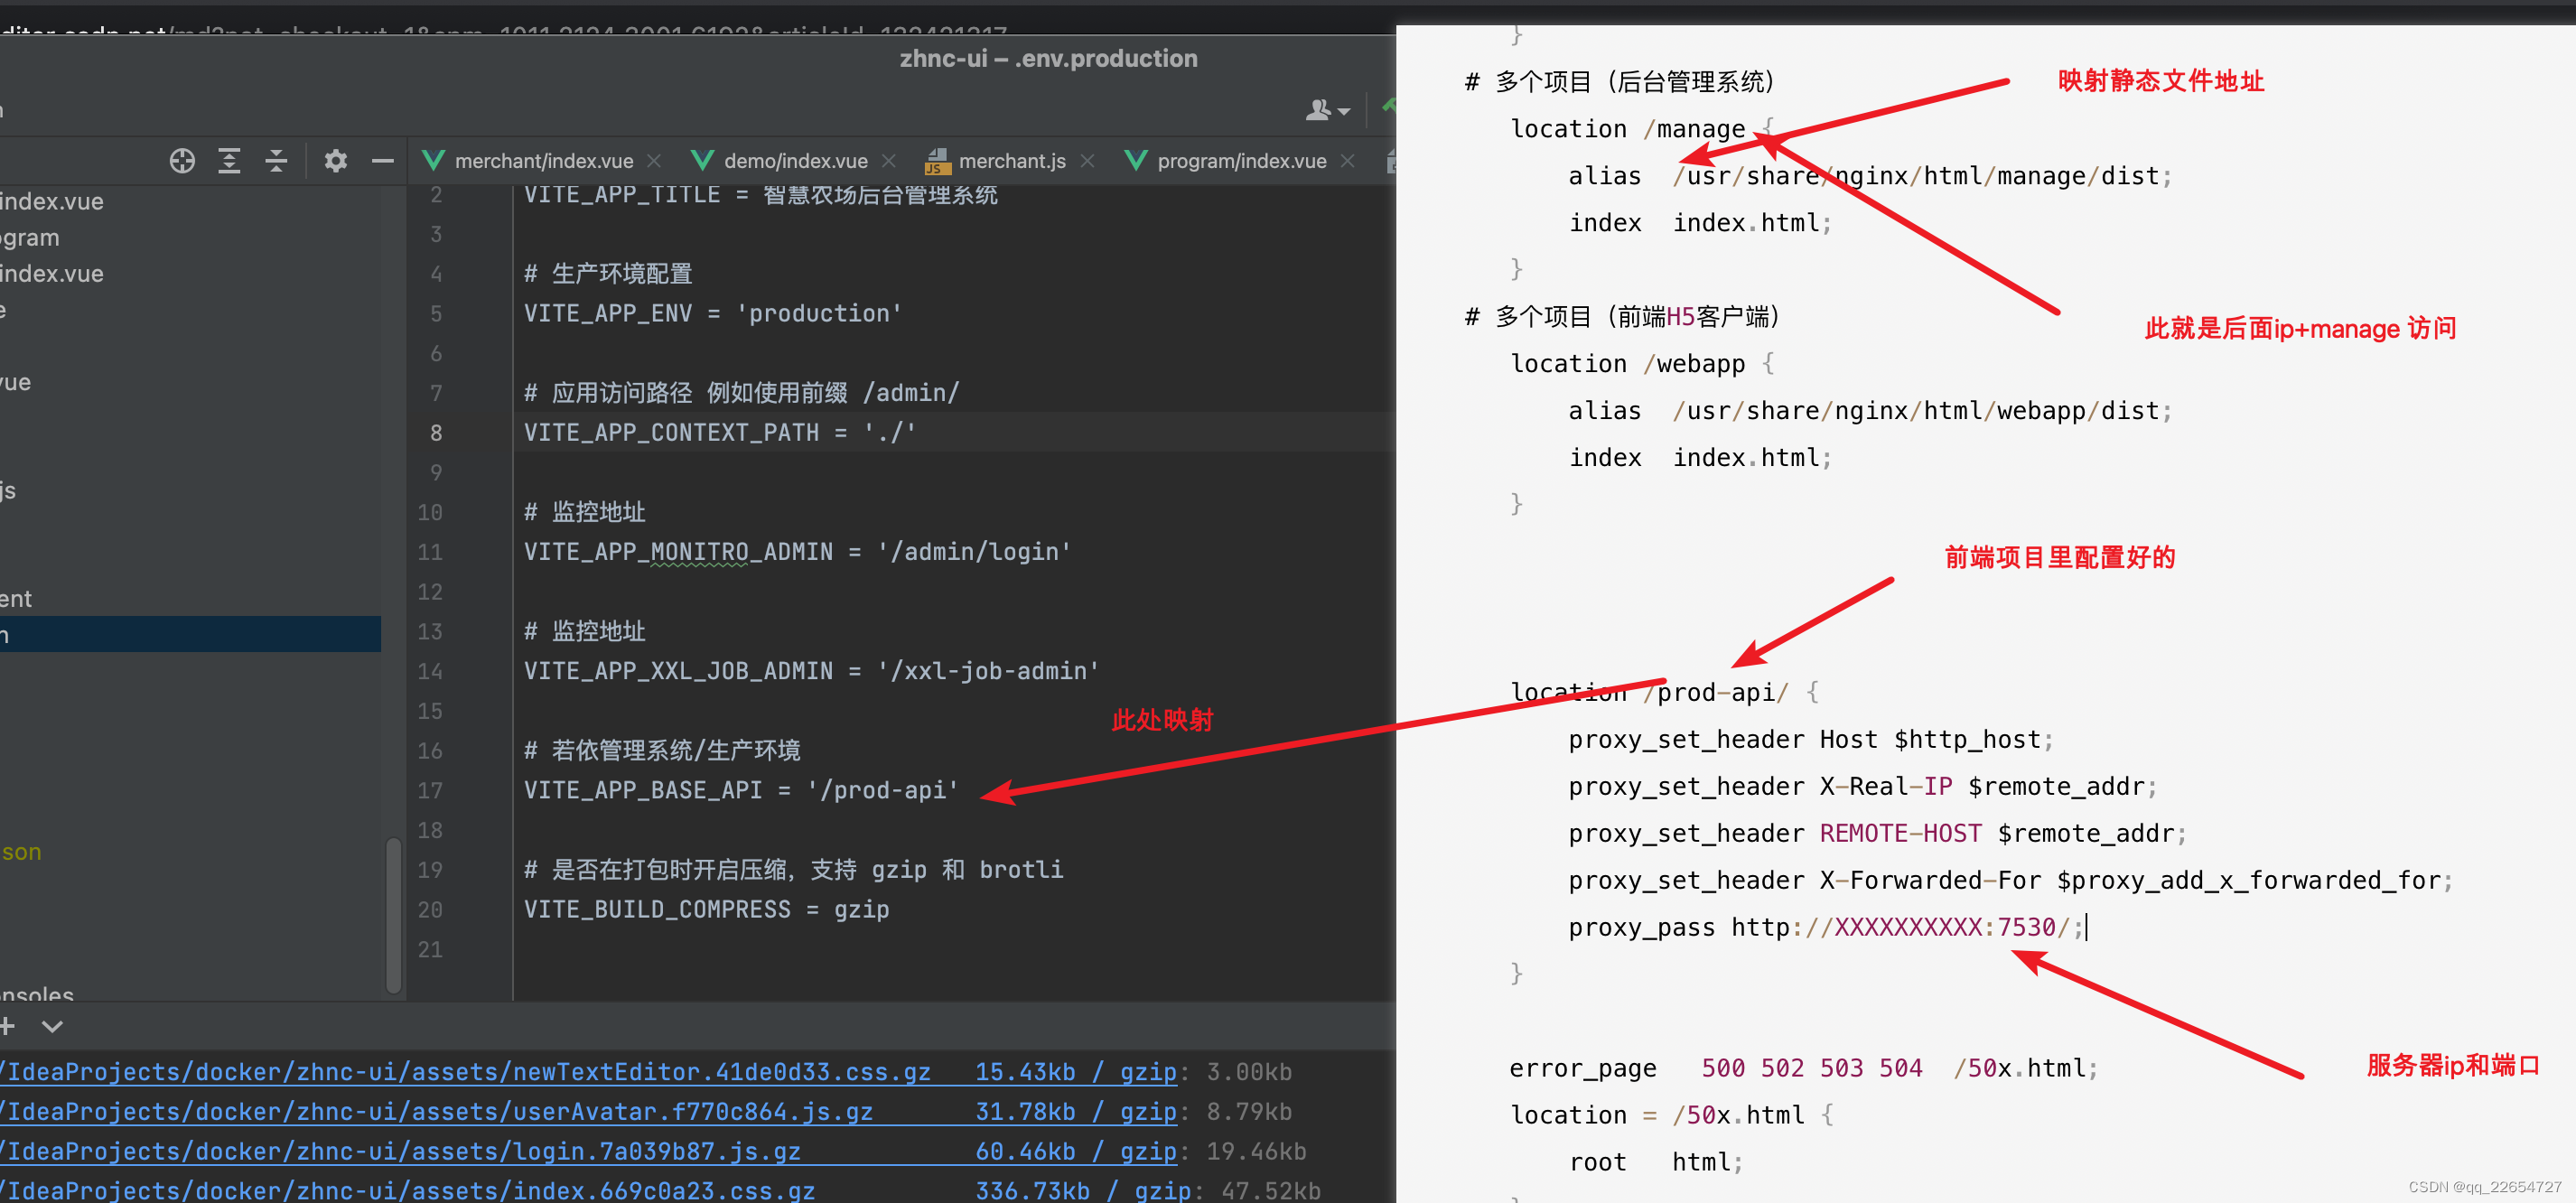 zhnc-ui – .env.production
merchant/index.vue
demo/index.vue
merchant.js
program/index.vue
index.vue
ogram
index.vue
e
vue
js
ent
n
son
onsoles
2 VITE_APP_TITLE = 智慧农场后台管理系统
3
4 # 生产环境配置
5 VITE_APP_ENV = 'production'
6
7 # 应用访问路径 例如使用前缀 /admin/
8 VITE_APP_CONTEXT_PATH = './'
9
10 # 监控地址
11 VITE_APP_MONITRO_ADMIN = '/admin/login'
12
13 # 监控地址
14 VITE_APP_XXL_JOB_ADMIN = '/xxl-job-admin'
15
16 # 若依管理系统/生产环境
17 VITE_APP_BASE_API = '/prod-api'
18
19 # 是否在打包时开启压缩，支持 gzip 和 brotli
20 VITE_BUILD_COMPRESS = gzip
21
此处映射
/IdeaProjects/docker/zhnc-ui/assets/newTextEditor.41de0d33.css.gz 15.43kb / gzip: 3.00kb
/IdeaProjects/docker/zhnc-ui/assets/userAvatar.f770c864.js.gz 31.78kb / gzip: 8.79kb
/IdeaProjects/docker/zhnc-ui/assets/login.7a039b87.js.gz 60.46kb / gzip: 19.46kb
/IdeaProjects/docker/zhnc-ui/assets/index.669c0a23.css.gz 336.73kb / gzip: 47.52kb
}
# 多个项目（后台管理系统）
映射静态文件地址
location /manage {
alias /usr/share/nginx/html/manage/dist;
index index.html;
}
# 多个项目（前端H5客户端）
此就是后面ip+manage 访问
location /webapp {
alias /usr/share/nginx/html/webapp/dist;
index index.html;
}
前端项目里配置好的
location /prod-api/ {
proxy_set_header Host $http_host;
proxy_set_header X-Real-IP $remote_addr;
proxy_set_header REMOTE-HOST $remote_addr;
proxy_set_header X-Forwarded-For $proxy_add_x_forwarded_for;
proxy_pass http://XXXXXXXXXX:7530/;
}
error_page 500 502 503 504 /50x.html;
服务器ip和端口
location = /50x.html {
root html;
CSDN @qq_22654727